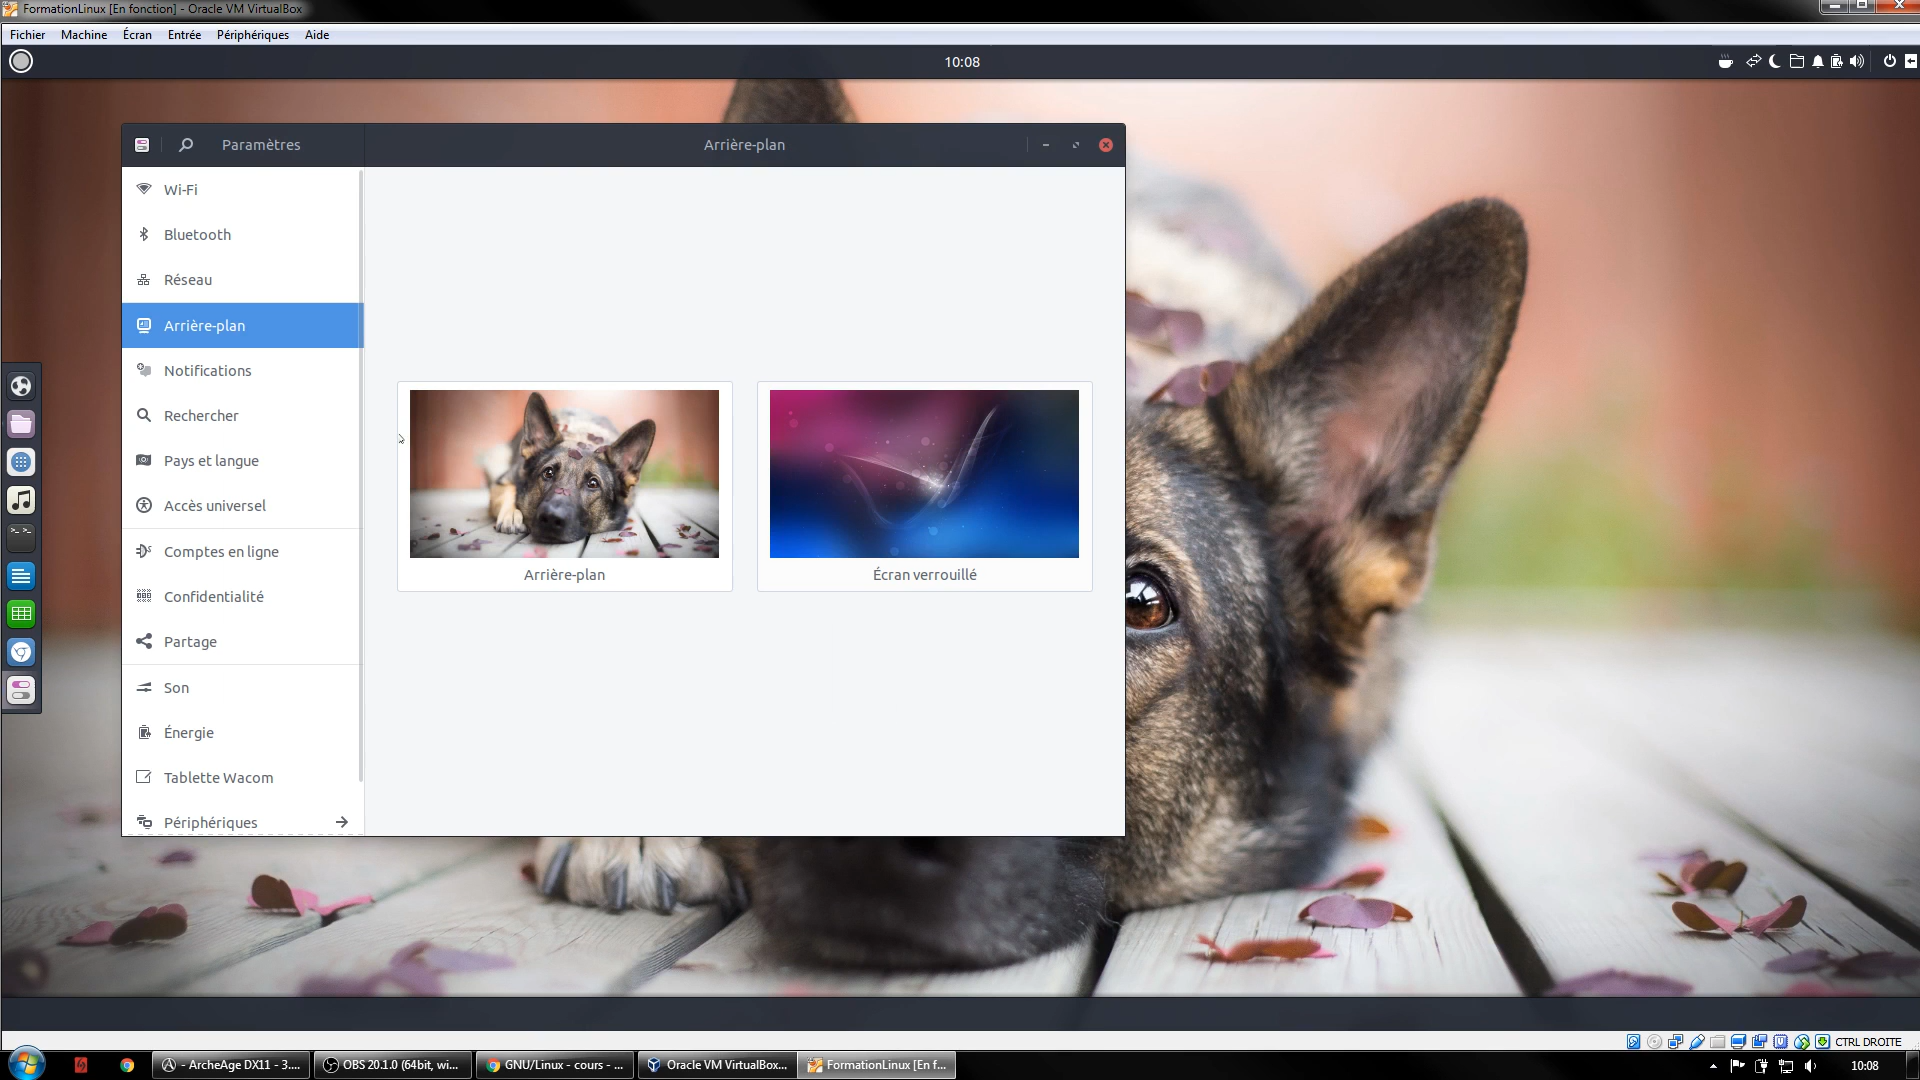 FormationLinux [En fonction] - Oracle VM VirtualBox
Fichier Machine Écran Entrée Périphériques Aide
10:08
Paramètres
Arrière-plan
Wi-Fi
Bluetooth
Réseau
Arrière-plan
Notifications
Rechercher
Pays et langue
Accès universel
Comptes en ligne
Confidentialité
Partage
Son
Énergie
Tablette Wacom
Périphériques
Arrière-plan
Écran verrouillé
CTRL DROITE
- ArcheAge DX11 - 3....
OBS 20.1.0 (64bit, wi...
GNU/Linux - cours - ...
Oracle VM VirtualBox...
FormationLinux [En f...
10:08